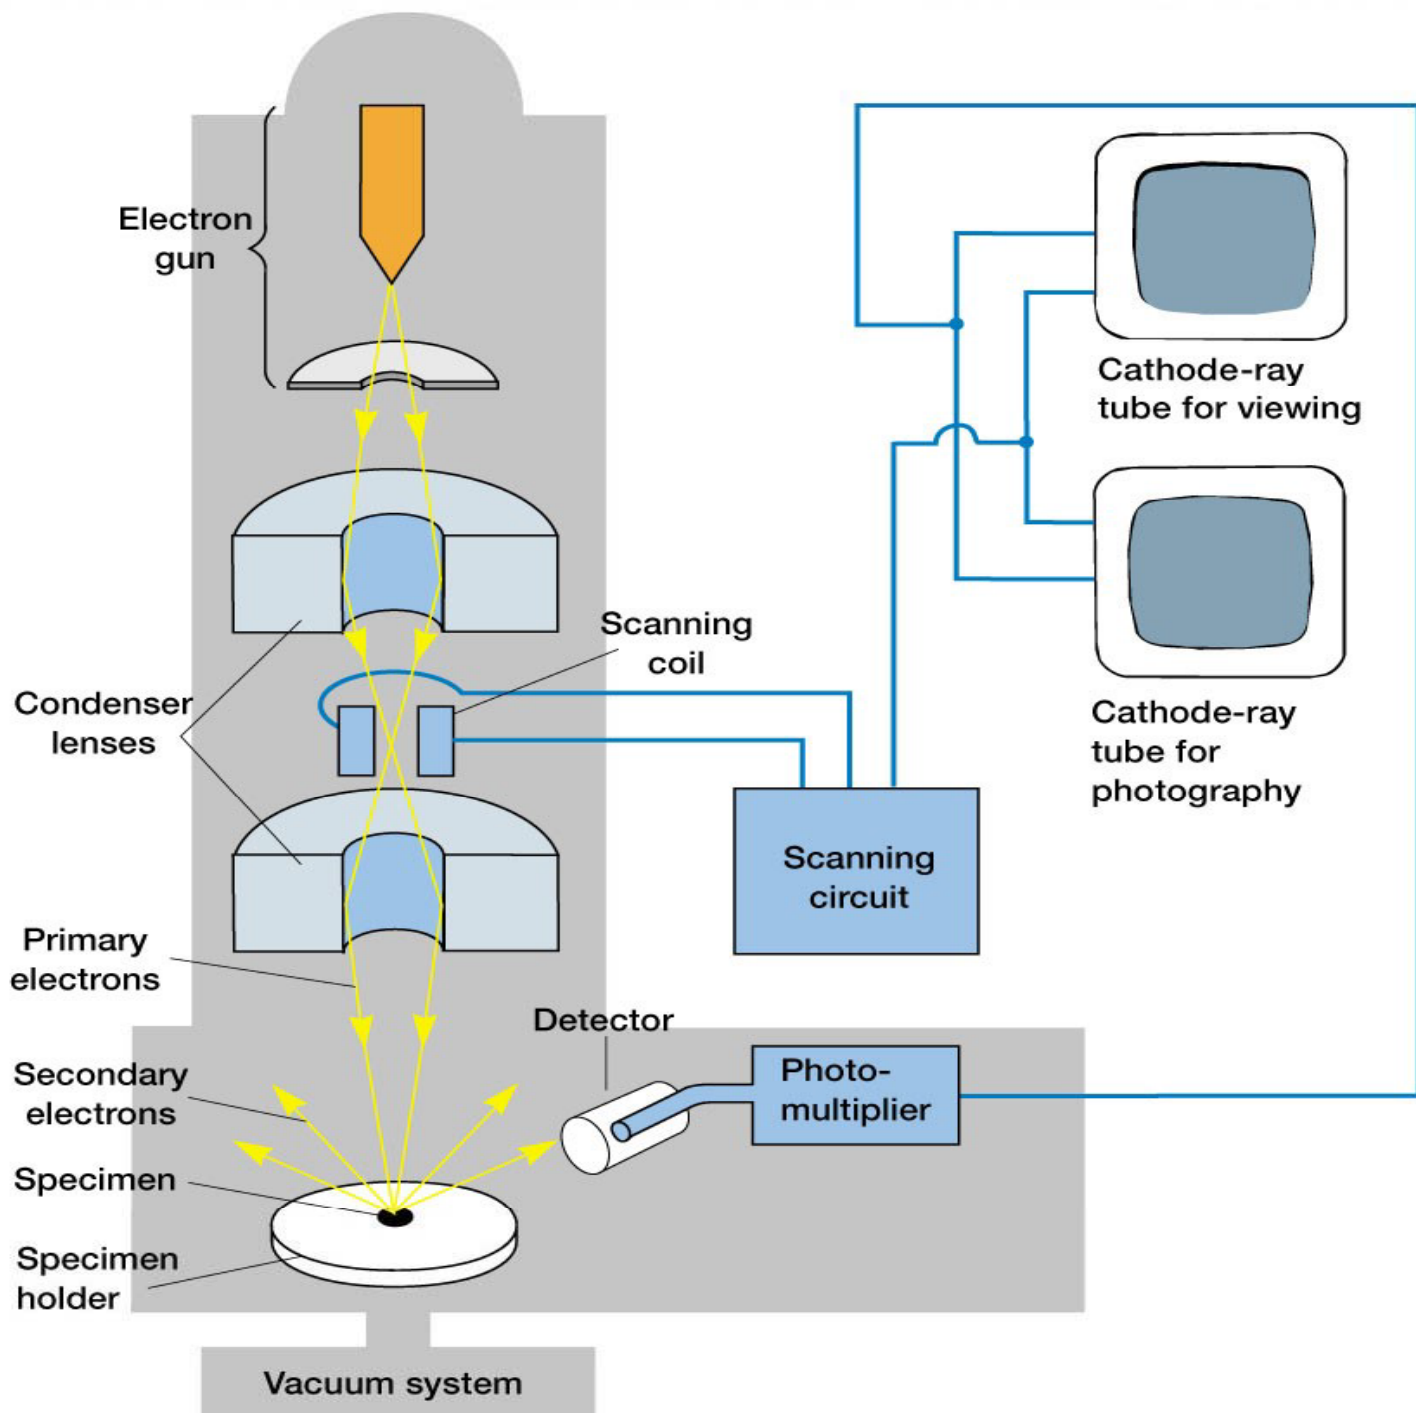 Electron
gun
Cathode-ray
tube for viewing
Scanning
coil
Condenser
lenses
Cathode-ray
tube for
photography
Scanning
circuit
Primary
electrons
Detector
Photo-
multiplier
Secondary
electrons
Specimen
Specimen
holder
Vacuum system